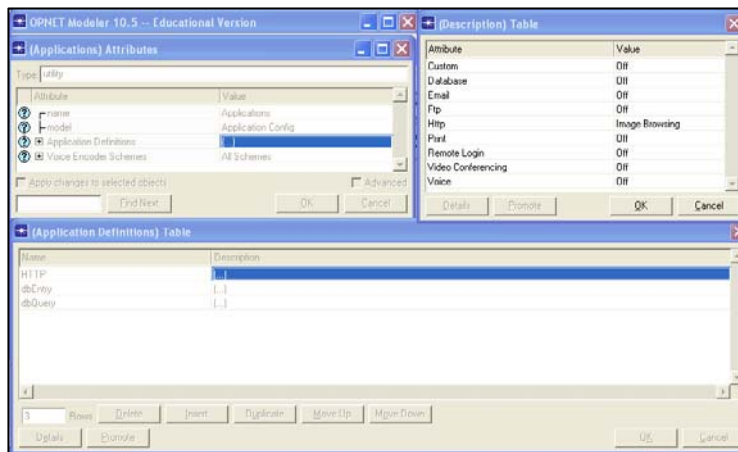 OPNET Modeler 10.5 -- Educational Version
(Applications) Attributes
Type: utility
Attribute Value
name Applications
model Application Config
Application Definitions (...)
Voice Encoder Schemes All Schemes
Apply changes to selected objects Advanced
Find Next OK Cancel
(Description) Table
Attribute Value
Custom Off
Database Off
Email Off
Ftp Off
Http Image Browsing
Print Off
Remote Login Off
Video Conferencing Off
Voice Off
Details Promote OK Cancel
(Application Definitions) Table
Name Description
HTTP (...)
dbEntry (...)
dbQuery (...)
3 Rows Delete Insert Duplicate Move Up Move Down
Details Promote OK Cancel